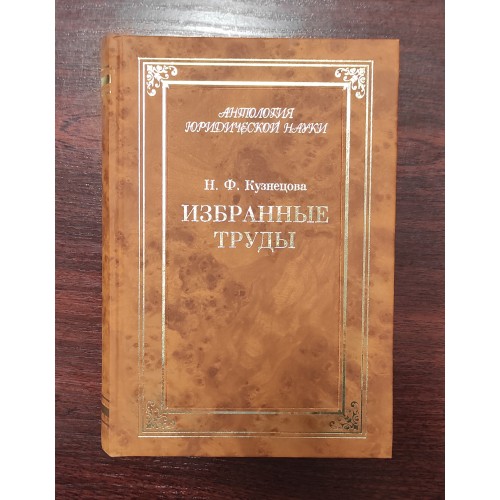 АНТОЛОГИЯ
ЮРИДИЧЕСКОЙ НАУКИ
Н. Ф. Кузнецова
ИЗБРАННЫЕ
ТРУДЫ